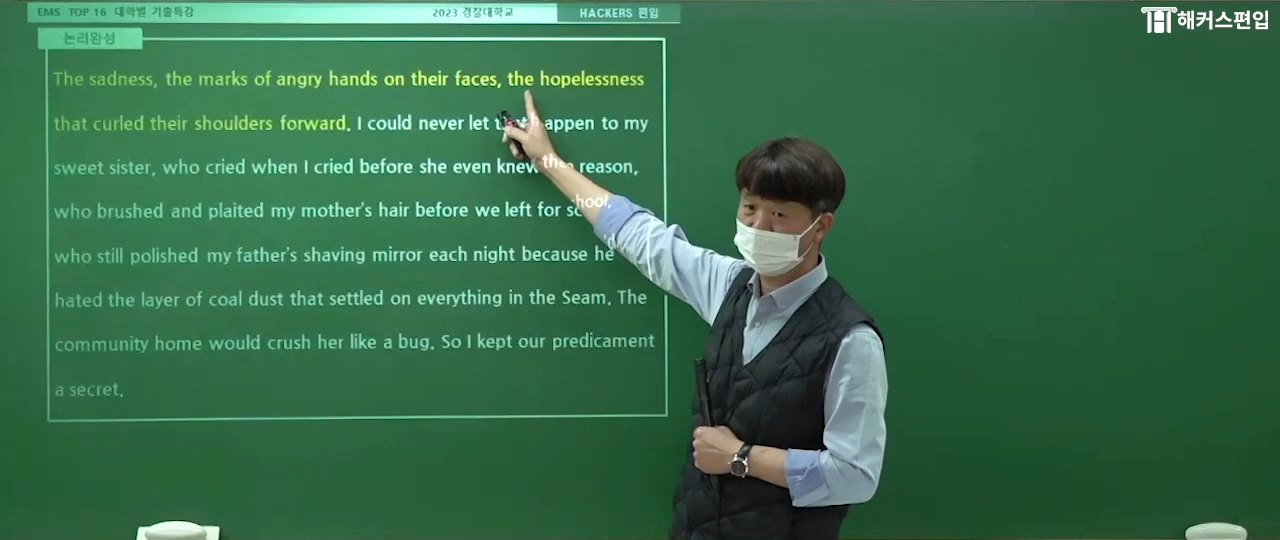 EMS TOP 16 대학별 기출특강
2023 경찰대학교
HACKERS 편입
해커스편입
논리완성
The sadness, the marks of angry hands on their faces, the hopelessness
that curled their shoulders forward. I could never let that happen to my
sweet sister, who cried when I cried before she even knew the reason,
who brushed and plaited my mother's hair before we left for school,
who still polished my father's shaving mirror each night because he
hated the layer of coal dust that settled on everything in the Seam. The
community home would crush her like a bug. So I kept our predicament
a secret.